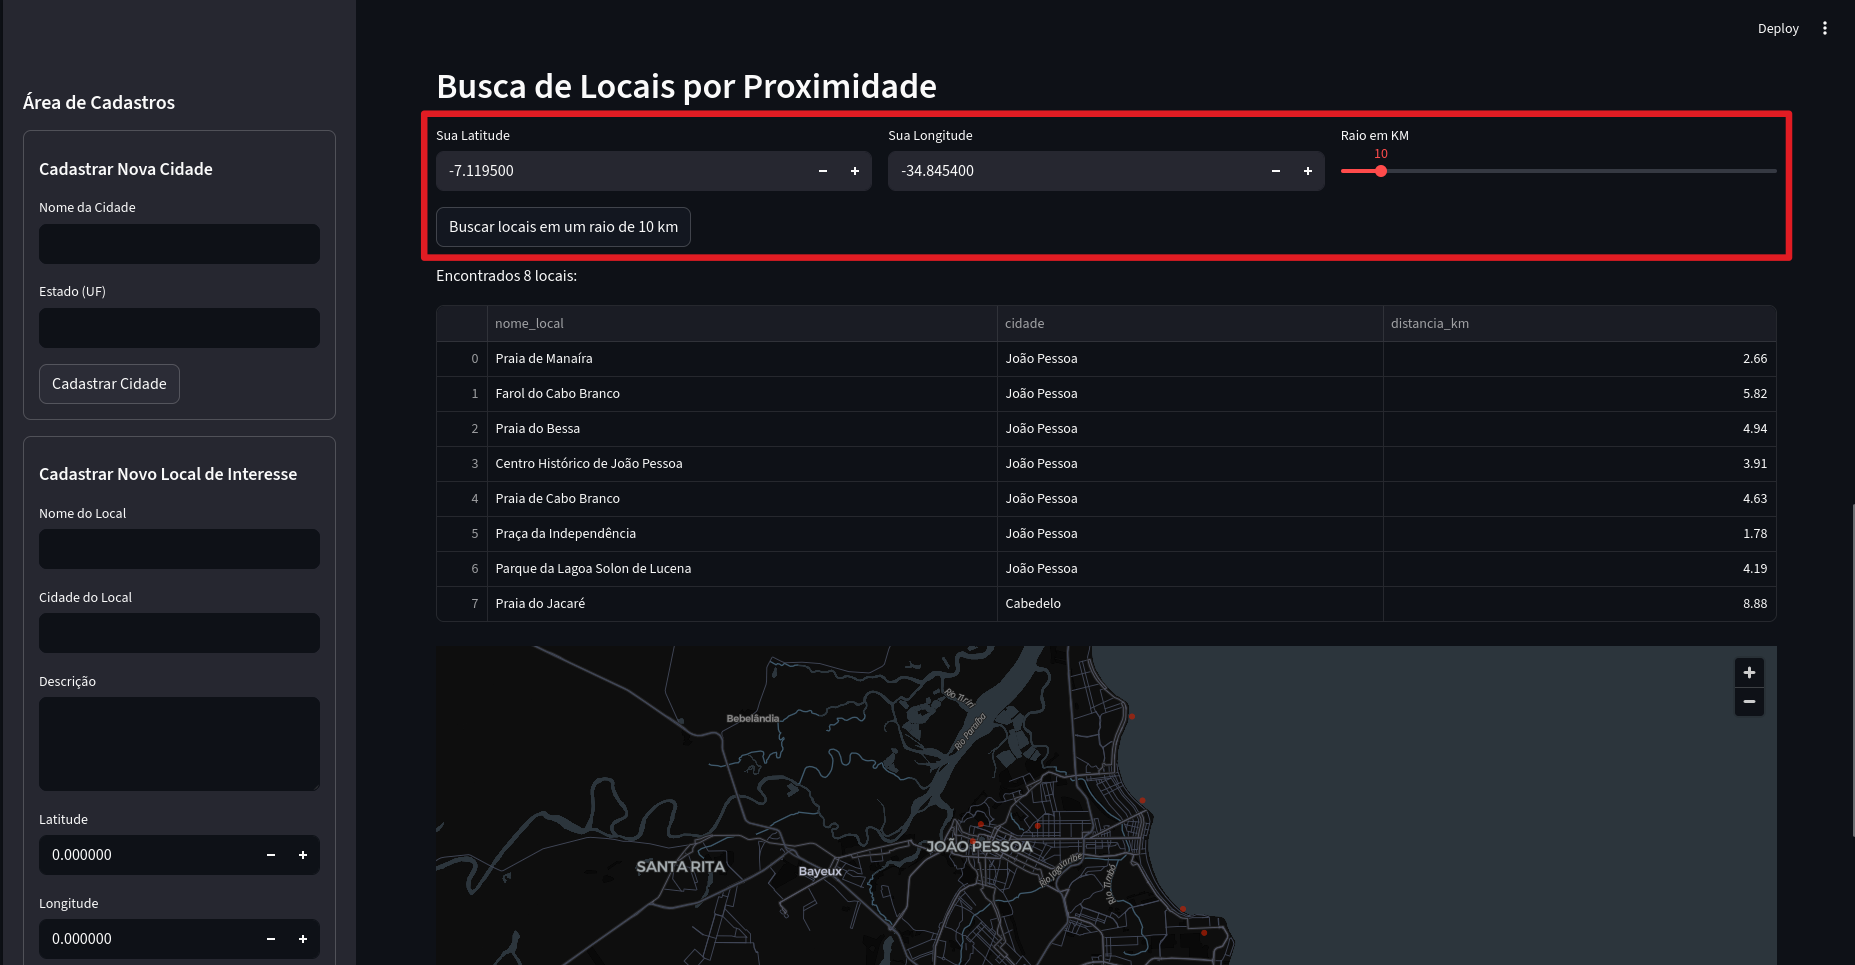 Deploy
Área de Cadastros
Cadastrar Nova Cidade
Nome da Cidade
Estado (UF)
Cadastrar Cidade
Cadastrar Novo Local de Interesse
Nome do Local
Cidade do Local
Descrição
Latitude
0.000000
Longitude
0.000000
Busca de Locais por Proximidade
Sua Latitude Sua Longitude Raio em KM
10
-7.119500 -34.845400
Buscar locais em um raio de 10 km
Encontrados 8 locais:
nome_local cidade distancia_km
0 Praia de Manaíra João Pessoa 2.66
1 Farol do Cabo Branco João Pessoa 5.82
2 Praia do Bessa João Pessoa 4.94
3 Centro Histórico de João Pessoa João Pessoa 3.91
4 Praia de Cabo Branco João Pessoa 4.63
5 Praça da Independência João Pessoa 1.78
6 Parque da Lagoa Solon de Lucena João Pessoa 4.19
7 Praia do Jacaré Cabedelo 8.88
Rio Tiriri
Bebelândia
Rio Paraíba
JOÃO PESSOA
SANTA RITA
Bayeux
Rio Jaguaribe
Rio Timbó